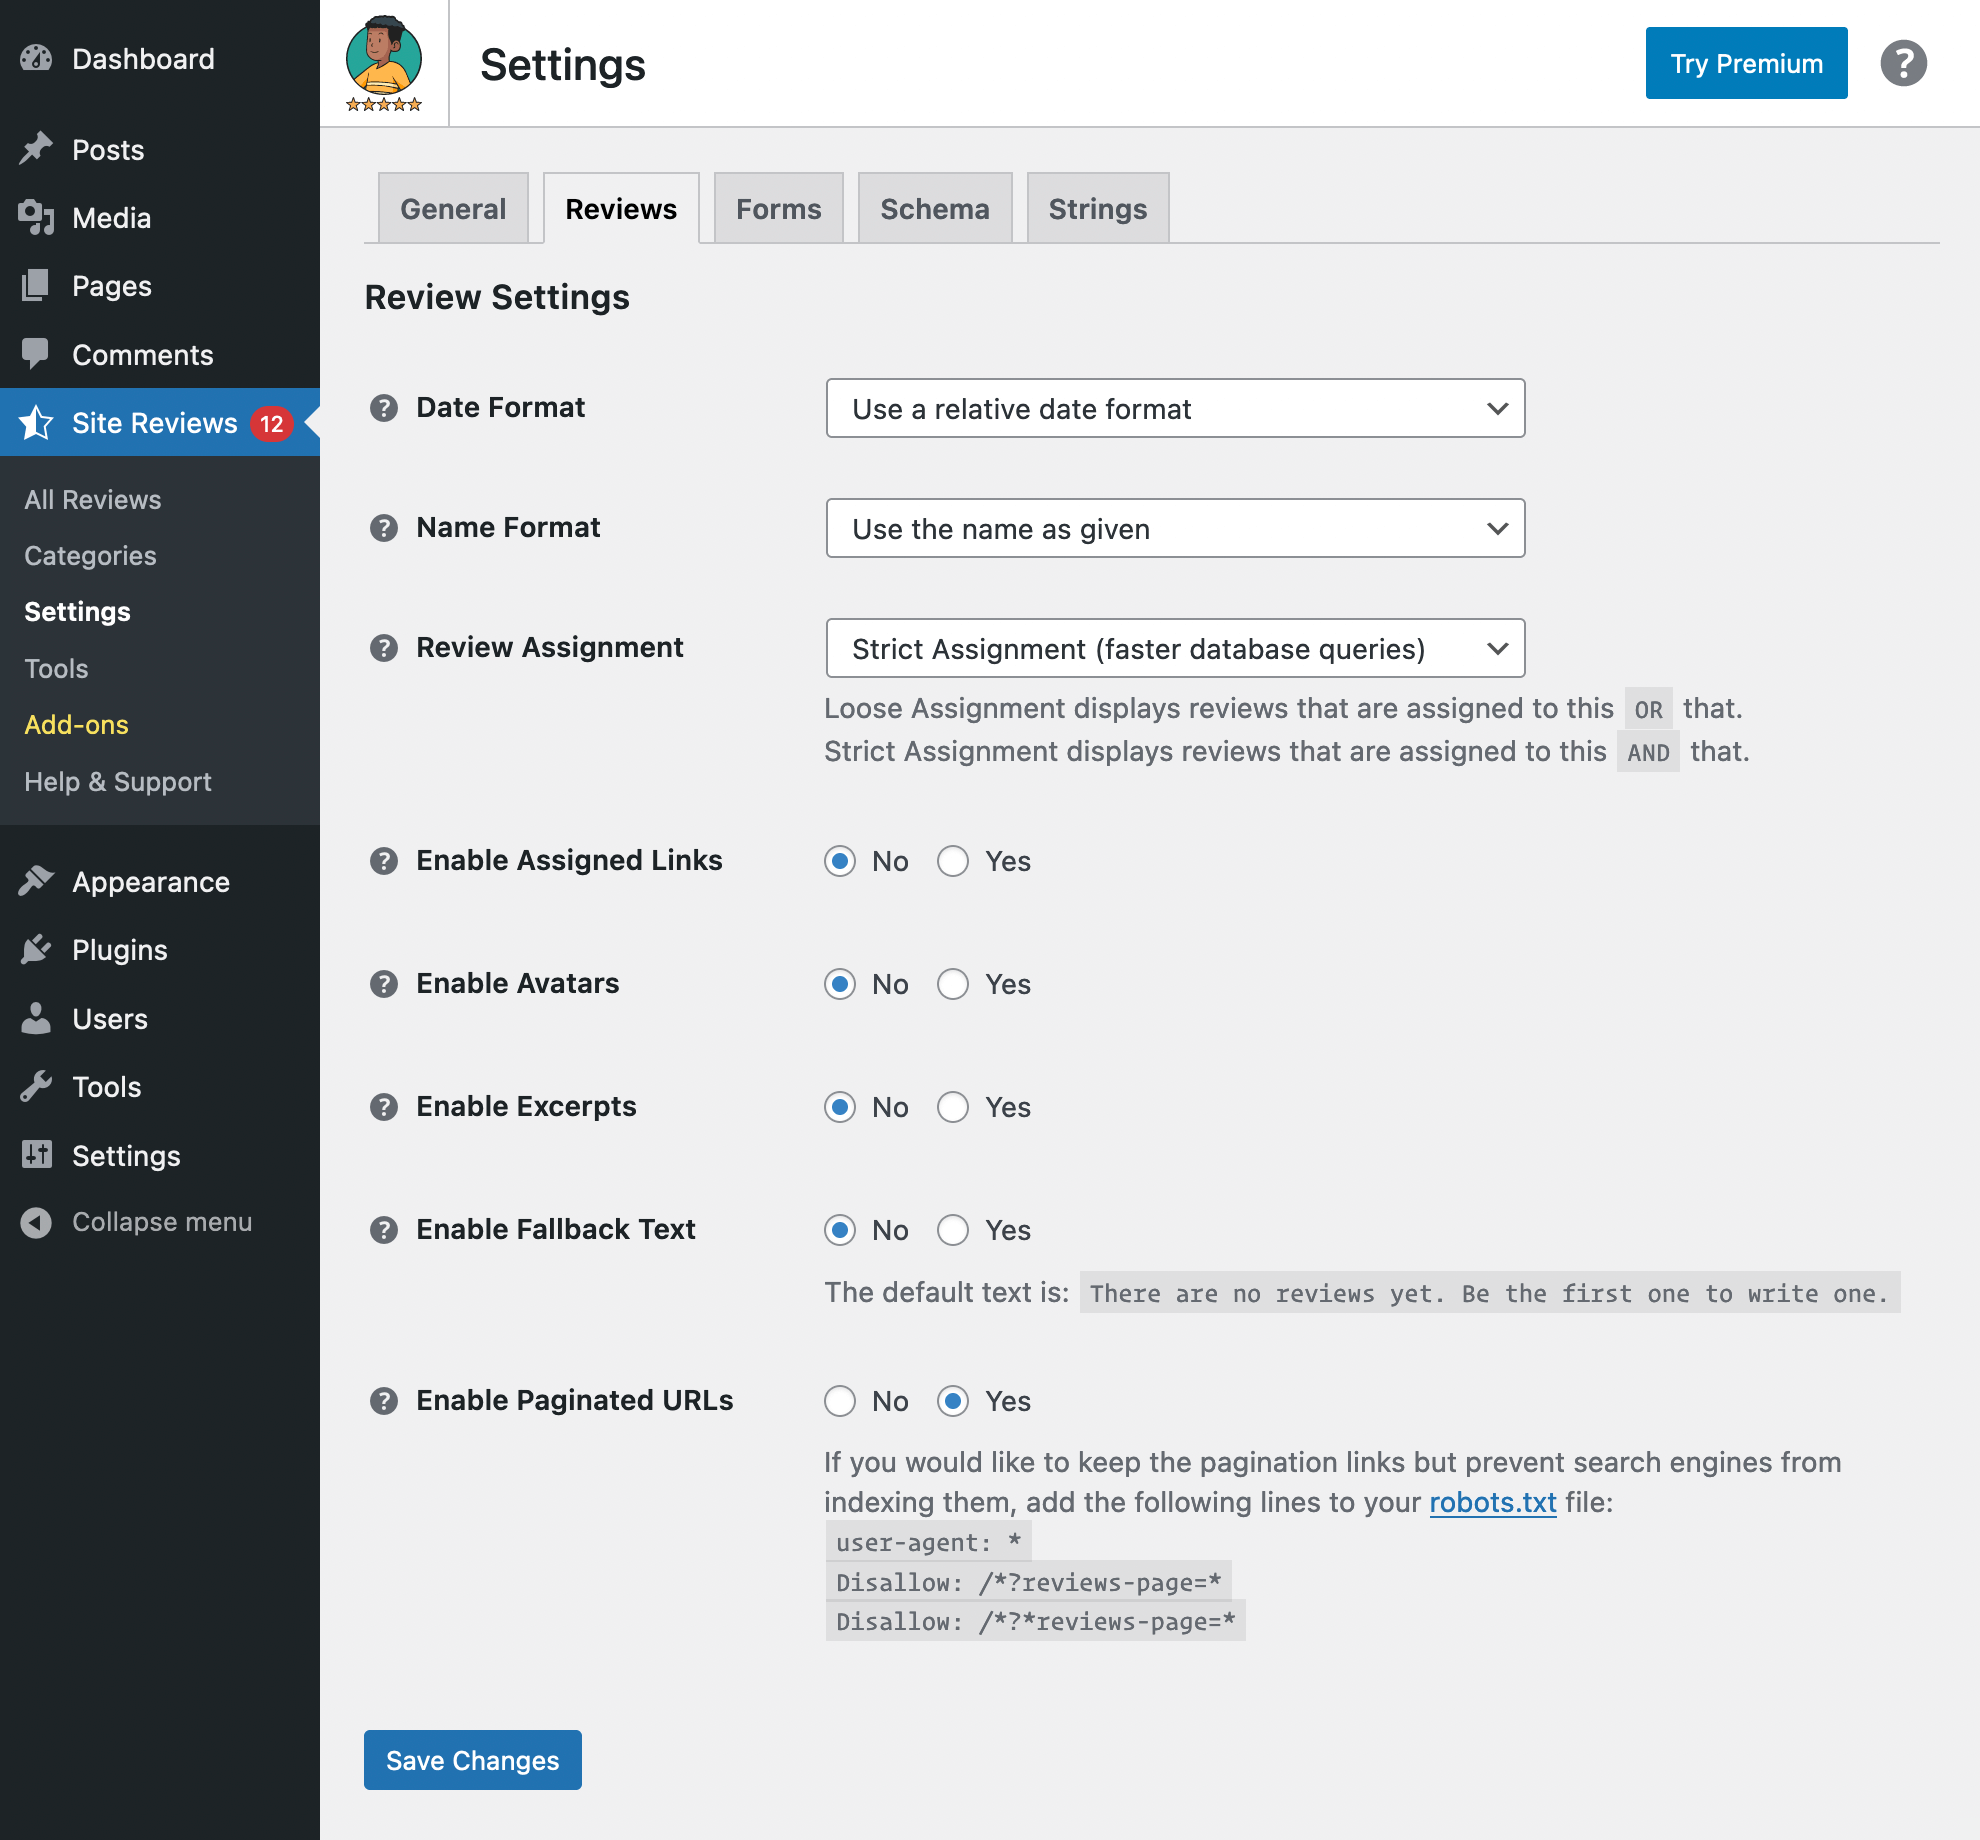 Dashboard
Posts
Media
Pages
Comments
Site Reviews 12
All Reviews
Categories
Settings
Tools
Add-ons
Help & Support
Appearance
Plugins
Users
Tools
Settings
Collapse menu
Settings
Try Premium
?
General Reviews Forms Schema Strings
Review Settings
? Date Format Use a relative date format
? Name Format Use the name as given
? Review Assignment Strict Assignment (faster database queries)
Loose Assignment displays reviews that are assigned to this OR that.
Strict Assignment displays reviews that are assigned to this AND that.
? Enable Assigned Links No Yes
? Enable Avatars No Yes
? Enable Excerpts No Yes
? Enable Fallback Text No Yes
The default text is: There are no reviews yet. Be the first one to write one.
? Enable Paginated URLs No Yes
If you would like to keep the pagination links but prevent search engines from
indexing them, add the following lines to your robots.txt file:
user-agent: *
Disallow: /*?reviews-page=*
Disallow: /*?*reviews-page=*
Save Changes